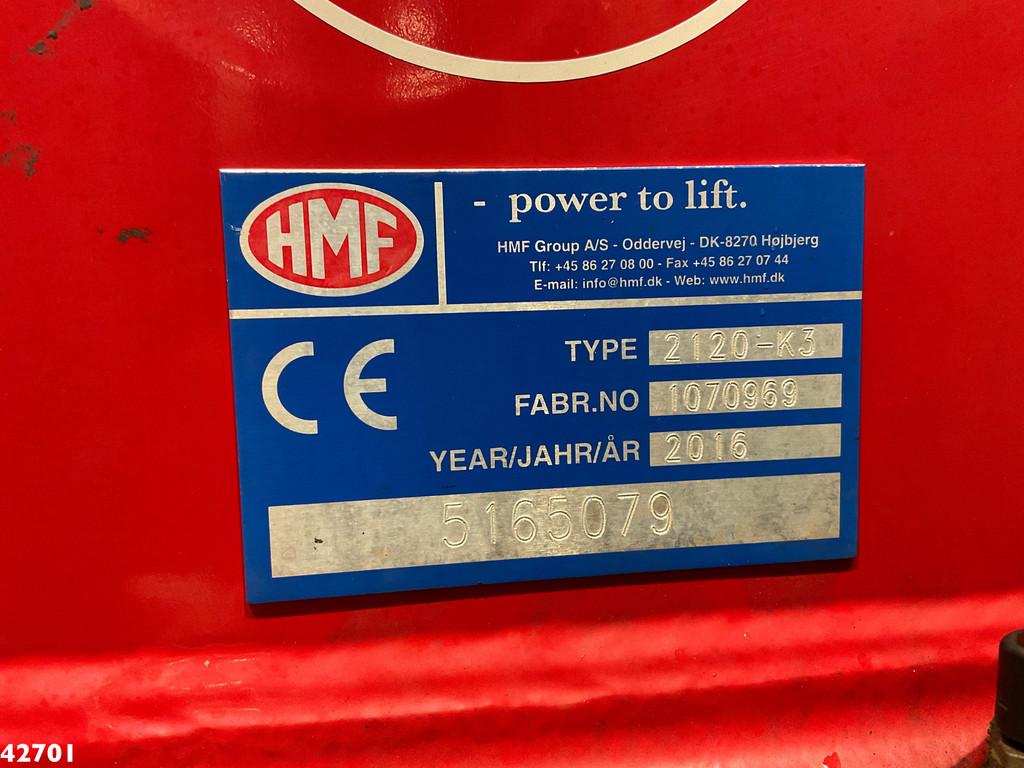 HMF
- power to lift.
HMF Group A/S - Oddervej - DK-8270 Højbjerg
Tlf: +45 86 27 08 00 - Fax +45 86 27 07 44
E-mail: info@hmf.dk - Web: www.hmf.dk
CE
TYPE 2120-K3
FABR.NO 1070969
YEAR/JAHR/ÅR 2016
5165079
42701